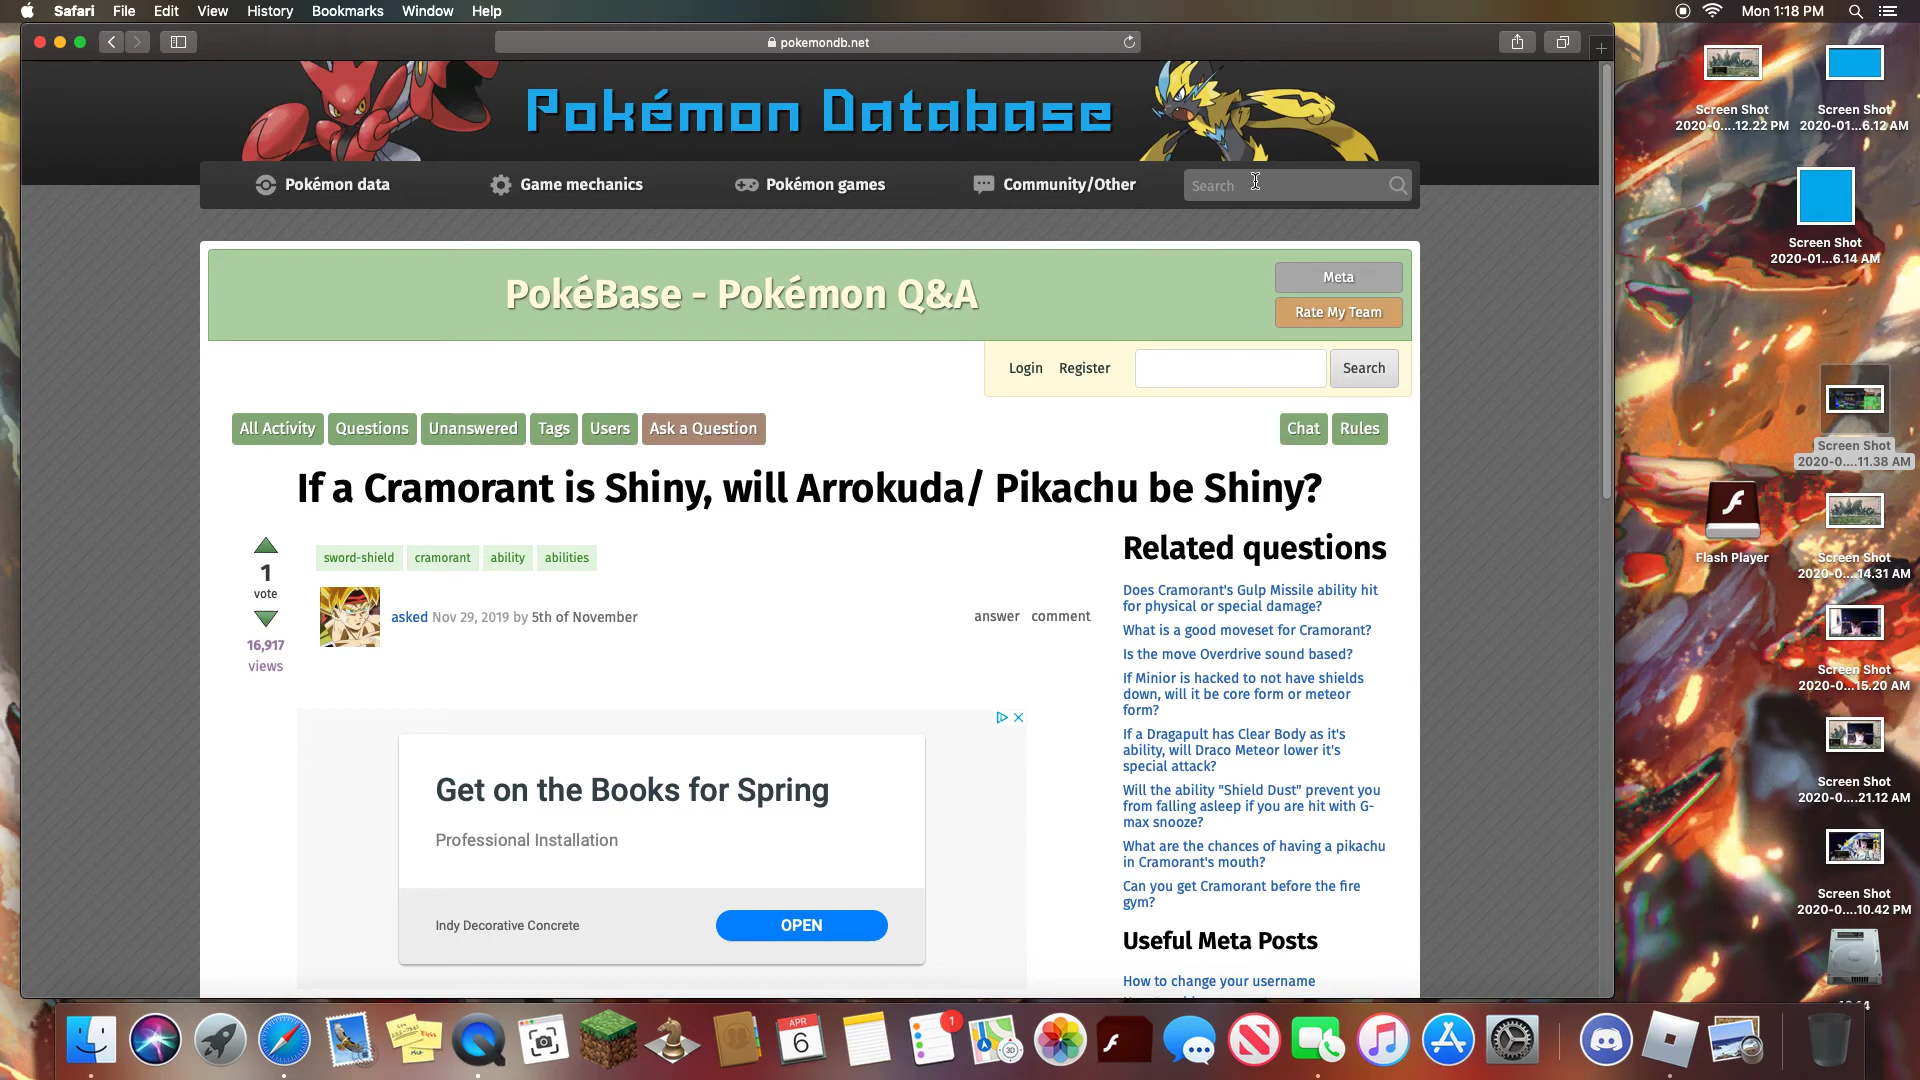 Safari File Edit View History Bookmarks Window Help
Mon 1:18 PM
pokemondb.net
Pokémon Database
Pokémon data
Game mechanics
Pokémon games
Community/Other
Search
PokéBase - Pokémon Q&A
Meta
Rate My Team
Login Register
Search
All Activity
Questions
Unanswered
Tags
Users
Ask a Question
Chat
Rules
If a Cramorant is Shiny, will Arrokuda/ Pikachu be Shiny?
1
vote
16,917
views
sword-shield
cramorant
ability
abilities
asked Nov 29, 2019 by 5th of November
answer comment
Get on the Books for Spring
Professional Installation
Indy Decorative Concrete
OPEN
Related questions
Does Cramorant's Gulp Missile ability hit
for physical or special damage?
What is a good moveset for Cramorant?
Is the move Overdrive sound based?
If Minior is hacked to not have shields
down, will it be core form or meteor
form?
If a Dragapult has Clear Body as it's
ability, will Draco Meteor lower it's
special attack?
Will the ability "Shield Dust" prevent you
from falling asleep if you are hit with G-
max snooze?
What are the chances of having a pikachu
in Cramorant's mouth?
Can you get Cramorant before the fire
gym?
Useful Meta Posts
How to change your username
Screen Shot
2020-0....12.22 PM
Screen Shot
2020-01...6.12 AM
Screen Shot
2020-01...6.14 AM
Screen Shot
2020-0....11.38 AM
Flash Player
Screen Shot
2020-0....14.31 AM
Screen Shot
2020-0...15.20 AM
Screen Shot
2020-0....21.12 AM
Screen Shot
2020-0....10.42 PM
APR
6
1
3D